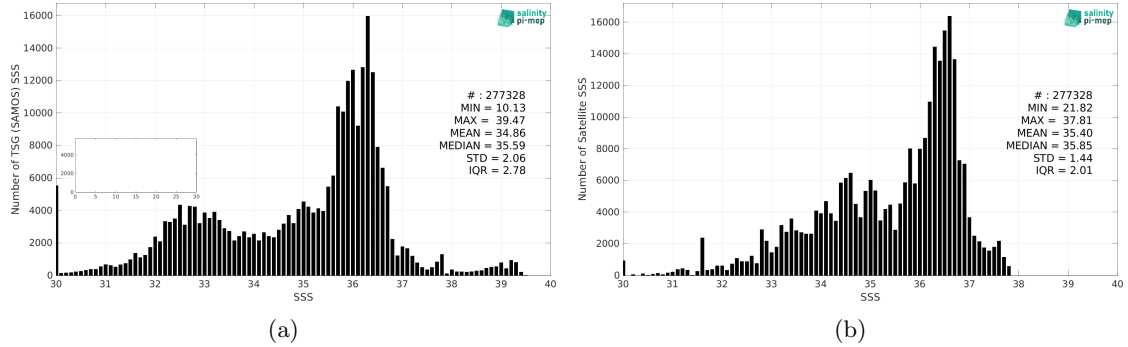 16000
14000
12000
10000
8000
6000
4000
2000
0
Number of TSG (SAMOS) SSS
salinity
pi-mep
# : 277328
MIN = 10.13
MAX = 39.47
MEAN = 34.86
MEDIAN = 35.59
STD = 2.06
IQR = 2.78
4000
2000
0
0 5 10 15 20 25 30
30 31 32 33 34 35 36 37 38 39 40
SSS
(a)
16000
14000
12000
10000
8000
6000
4000
2000
0
Number of Satellite SSS
salinity
pi-mep
# : 277328
MIN = 21.82
MAX = 37.81
MEAN = 35.40
MEDIAN = 35.85
STD = 1.44
IQR = 2.01
30 31 32 33 34 35 36 37 38 39 40
SSS
(b)